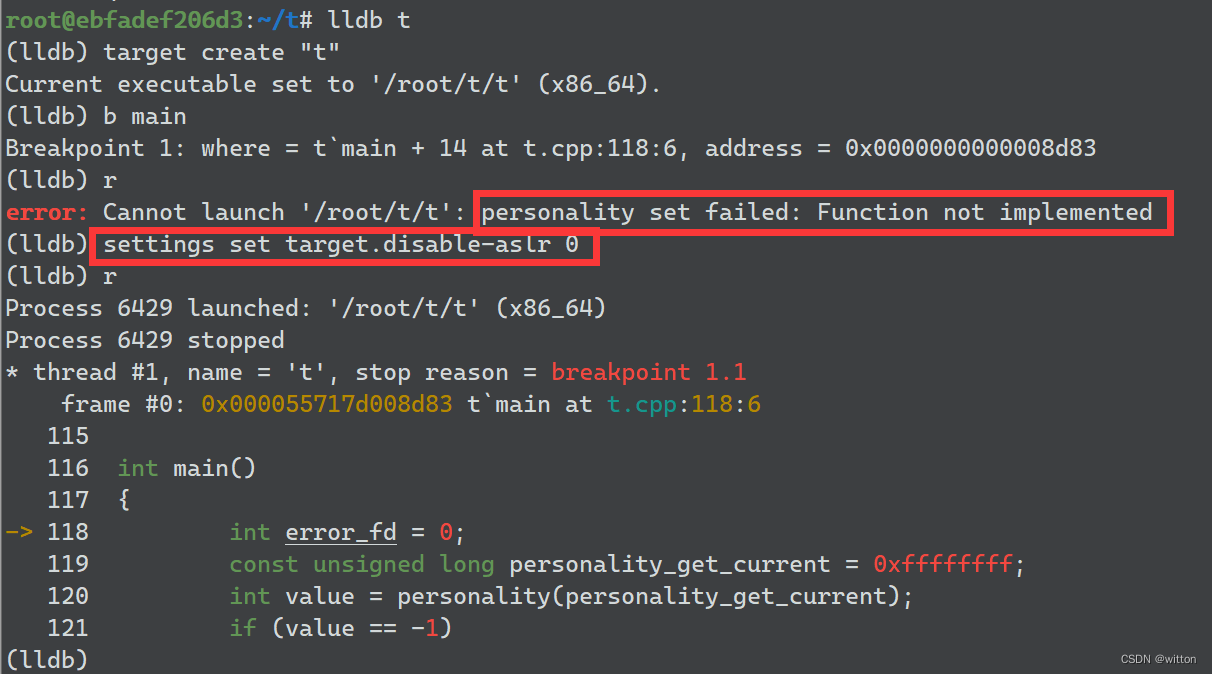 root@ebfadef206d3:~/t# lldb t
(lldb) target create "t"
Current executable set to '/root/t/t' (x86_64).
(lldb) b main
Breakpoint 1: where = t`main + 14 at t.cpp:118:6, address = 0x0000000000008d83
(lldb) r
error: Cannot launch '/root/t/t': personality set failed: Function not implemented
(lldb) settings set target.disable-aslr 0
(lldb) r
Process 6429 launched: '/root/t/t' (x86_64)
Process 6429 stopped
* thread #1, name = 't', stop reason = breakpoint 1.1
    frame #0: 0x000055717d008d83 t`main at t.cpp:118:6
   115
   116  int main()
   117  {
-> 118          int error_fd = 0;
   119          const unsigned long personality_get_current = 0xffffffff;
   120          int value = personality(personality_get_current);
   121          if (value == -1)
(lldb)
CSDN @witton